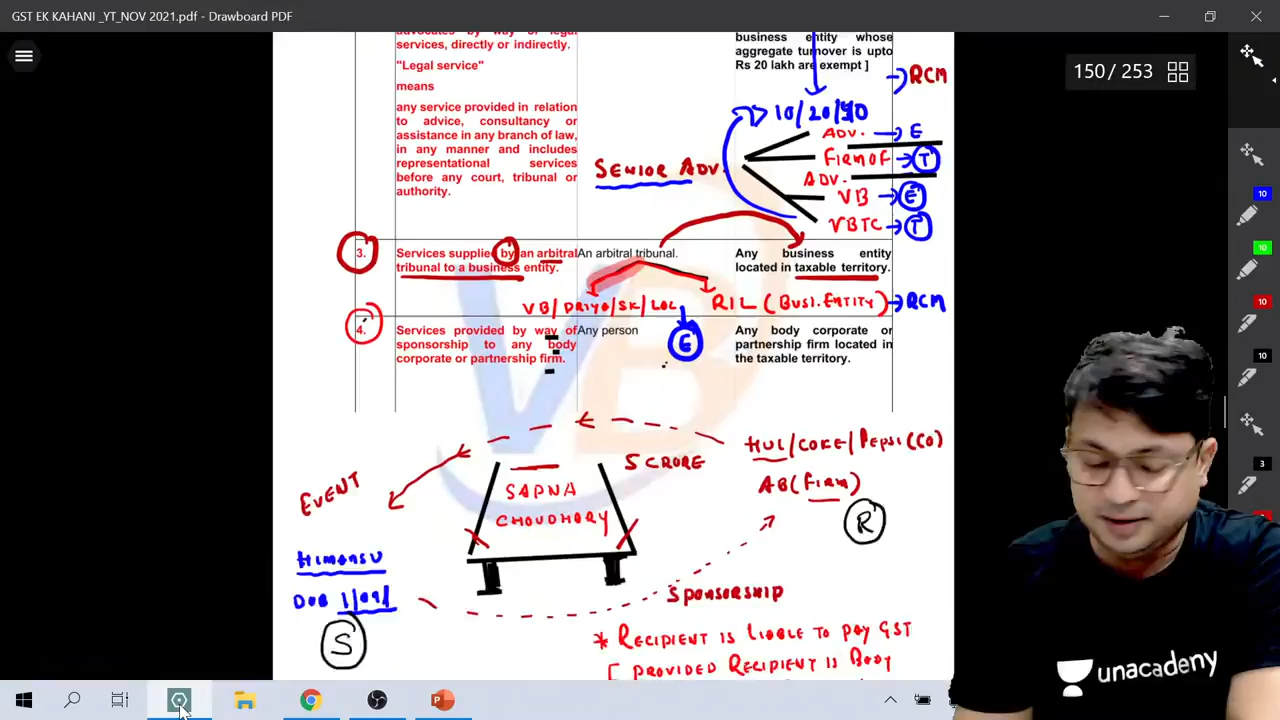 GST EK KAHANI _YT_NOV 2021.pdf - Drawboard PDF
150 / 253
advocates by way of legal
services, directly or indirectly.
"Legal service"
means
any service provided in relation
to advice, consultancy or
assistance in any branch of law,
in any manner and includes
representational services
before any court, tribunal or
authority.
business entity whose
aggregate turnover is upto
Rs 20 lakh are exempt ]
→ RCM
10/20/40
ADV. → E
FIRM OF → T
ADV.
VB → E
VBTC → T
SENIOR ADV.
3.
Services supplied by an arbitral
tribunal to a business entity.
An arbitral tribunal.
Any business entity
located in taxable territory.
VB/PRIYA/SK/LOC
RIL (BUSI.ENTITY) → RCM
E
4.
Services provided by way of
sponsorship to any body
corporate or partnership firm.
Any person
Any body corporate or
partnership firm located in
the taxable territory.
HUL/COKE/PEPSI(CO)
5 CRORE
AB(FIRM)
R
EVENT
SAPNA
CHOUDHARY
HIMANSU
DOB 1/09/
S
SPONSORSHIP
* RECIPIENT IS LIABLE TO PAY GST
[ PROVIDED RECIPIENT IS BODY
unacademy
10
10
10
10
3